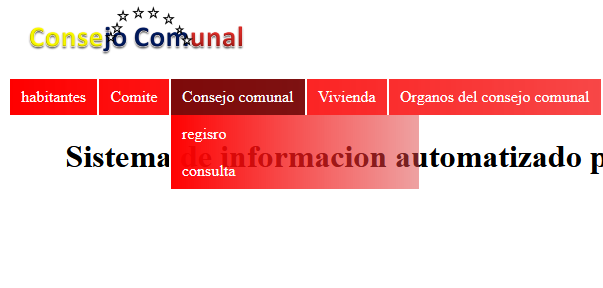 Consejo Comunal
habitantes Comite Consejo comunal Vivienda Organos del consejo comunal
regisro
Sistema de informacion automatizado p
consulta